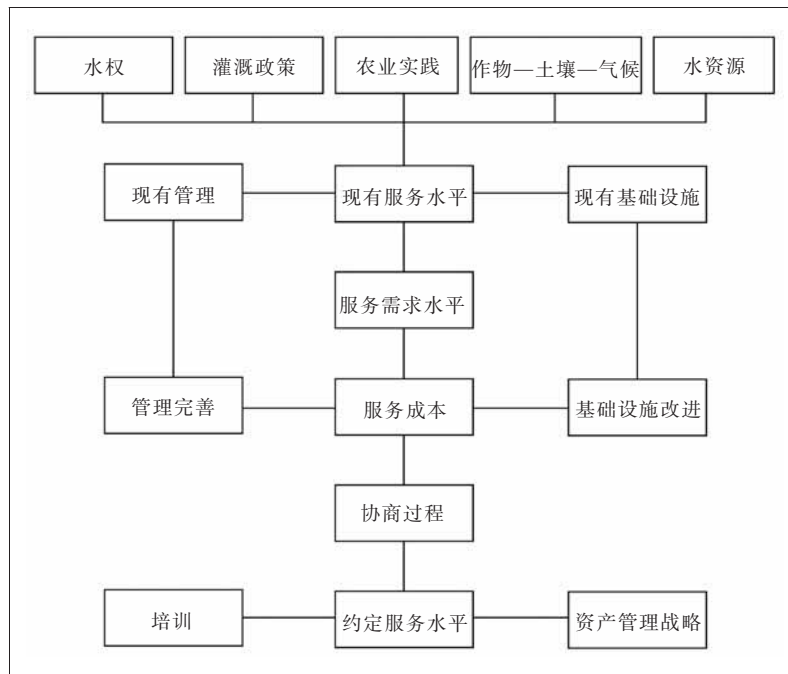 水权
灌溉政策
农业实践
作物—土壤—气候
水资源
现有管理
现有服务水平
现有基础设施
服务需求水平
管理完善
服务成本
基础设施改进
协商过程
培训
约定服务水平
资产管理战略